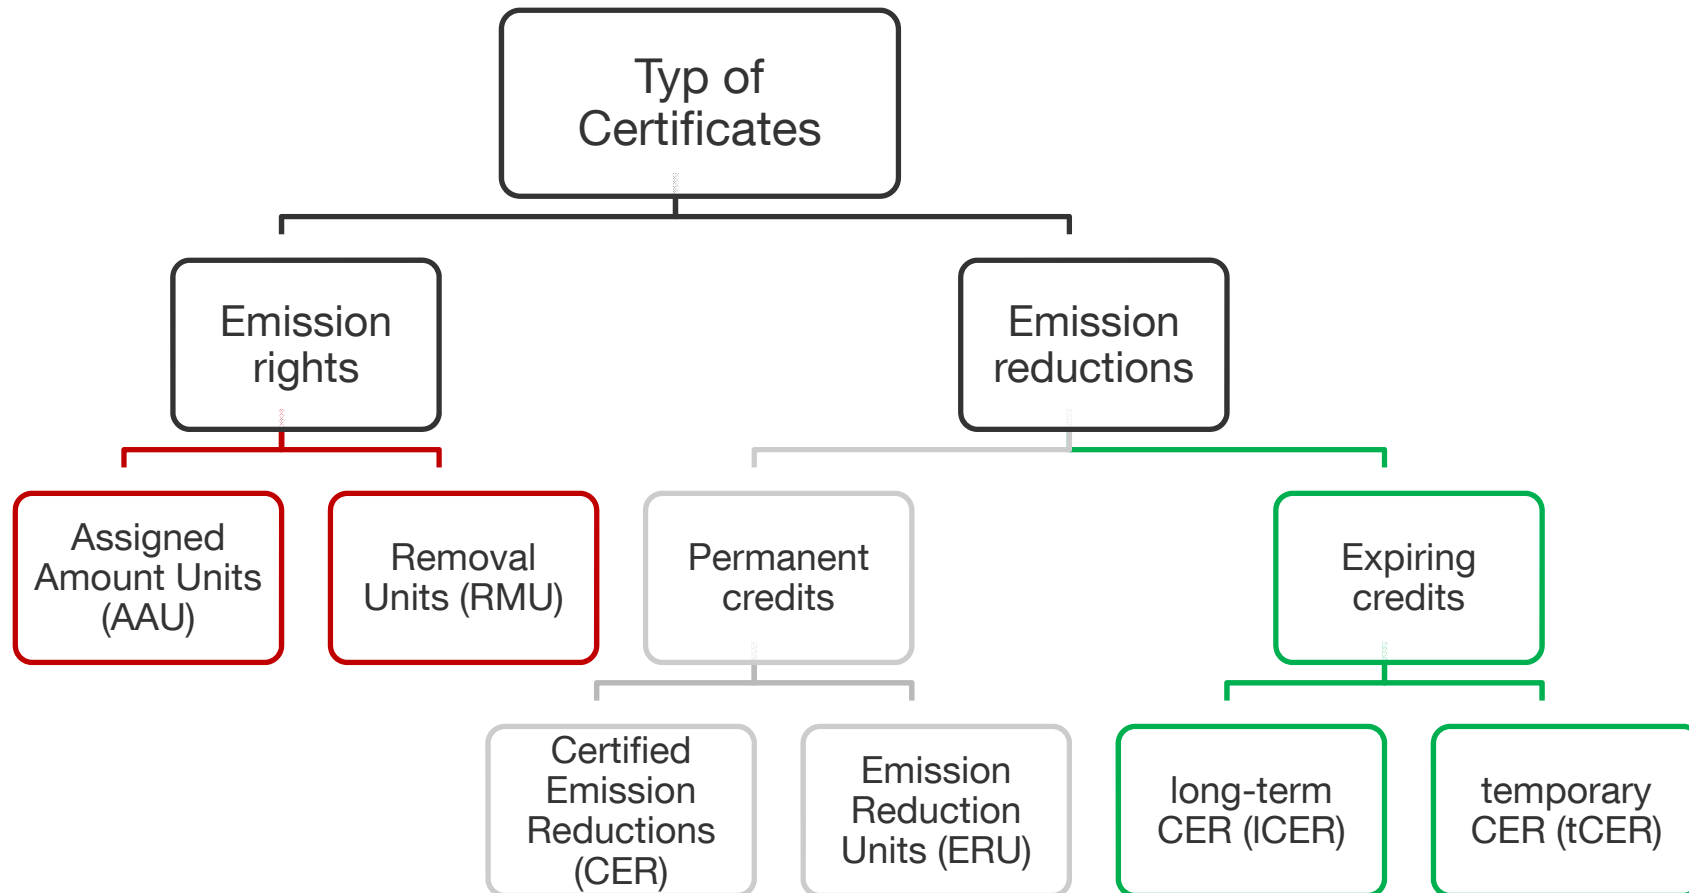 Typ of
Certificates
Emission
rights
Emission
reductions
Assigned
Amount Units
(AAU)
Removal
Units (RMU)
Permanent
credits
Expiring
credits
Certified
Emission
Reductions
(CER)
Emission
Reduction
Units (ERU)
long-term
CER (lCER)
temporary
CER (tCER)